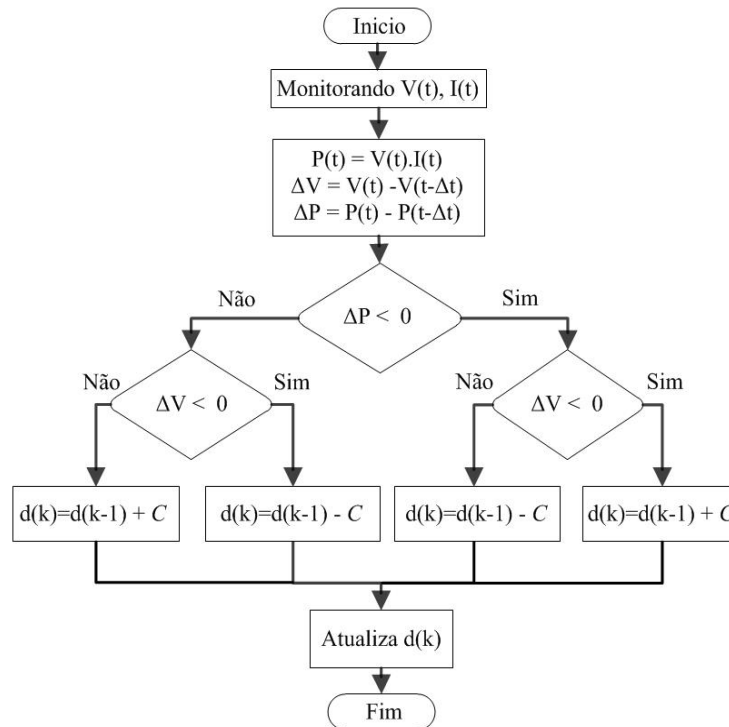 Inicio
Monitorando V(t), I(t)
P(t) = V(t).I(t)
ΔV = V(t) -V(t-Δt)
ΔP = P(t) - P(t-Δt)
Não
Sim
ΔP < 0
Não
Sim
Não
Sim
ΔV < 0
ΔV < 0
d(k)=d(k-1) + C
d(k)=d(k-1) - C
d(k)=d(k-1) - C
d(k)=d(k-1) + C
Atualiza d(k)
Fim